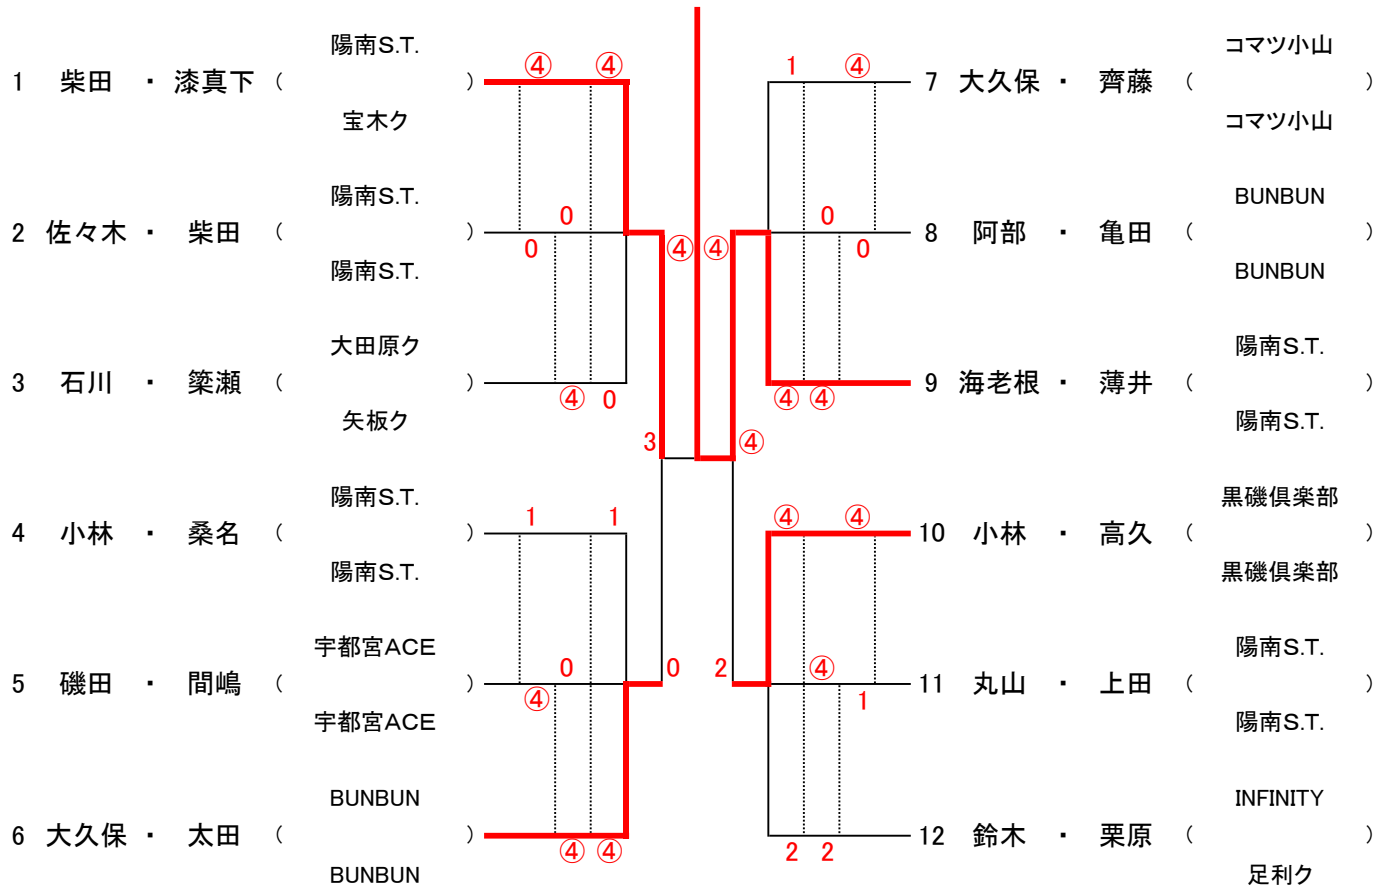 陽南S.T. コマツ小山
④ ④ 1 ④
1 柴田 ・ 漆真下 ( ) 7 大久保 ・ 齊藤 ( )
宝木ク コマツ小山
陽南S.T. BUNBUN
0 0
2 佐々木 ・ 柴田 ( ) 8 阿部 ・ 亀田 ( )
0 ④ ④ 0
陽南S.T. BUNBUN
大田原ク 陽南S.T.
3 石川 ・ 簗瀬 ( ) 9 海老根 ・ 薄井 ( )
④ 0 ④ ④
矢板ク 陽南S.T.
3 ④
陽南S.T. 黒磯倶楽部
1 1 ④ ④
4 小林 ・ 桑名 ( ) 10 小林 ・ 高久 ( )
陽南S.T. 黒磯倶楽部
宇都宮ACE 陽南S.T.
0 0 2 ④
5 磯田 ・ 間嶋 ( ) 11 丸山 ・ 上田 ( )
④ 1
宇都宮ACE 陽南S.T.
BUNBUN INFINITY
6 大久保 ・ 太田 ( ) 12 鈴木 ・ 栗原 ( )
④ ④ 2 2
BUNBUN 足利ク